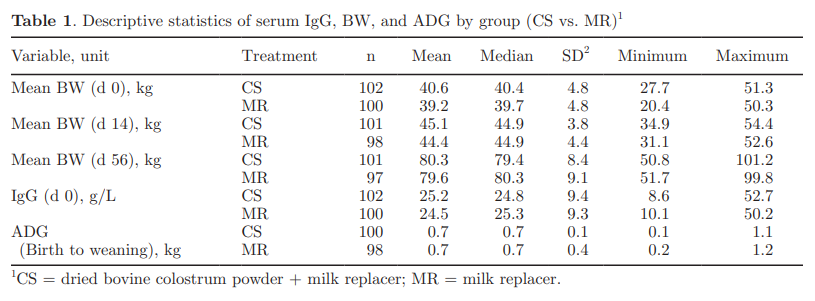 Table 1. Descriptive statistics of serum IgG, BW, and ADG by group (CS vs. MR)¹
Variable, unit Treatment n Mean Median SD² Minimum Maximum
Mean BW (d 0), kg CS 102 40.6 40.4 4.8 27.7 51.3
MR 100 39.2 39.7 4.8 20.4 50.3
Mean BW (d 14), kg CS 101 45.1 44.9 3.8 34.9 54.4
MR 98 44.4 44.9 4.4 31.1 52.6
Mean BW (d 56), kg CS 101 80.3 79.4 8.4 50.8 101.2
MR 97 79.6 80.3 9.1 51.7 99.8
IgG (d 0), g/L CS 102 25.2 24.8 9.4 8.6 52.7
MR 100 24.5 25.3 9.3 10.1 50.2
ADG CS 100 0.7 0.7 0.1 0.1 1.1
(Birth to weaning), kg MR 98 0.7 0.7 0.4 0.2 1.2
¹CS = dried bovine colostrum powder + milk replacer; MR = milk replacer.